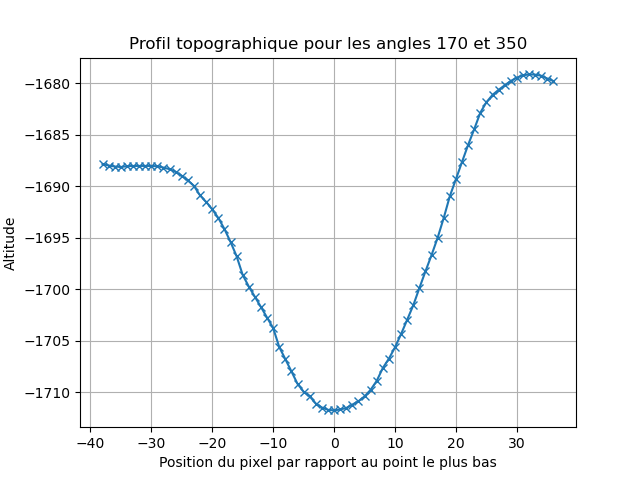 Profil topographique pour les angles 170 et 350
Altitude
−1680
−1685
−1690
−1695
−1700
−1705
−1710
−40 −30 −20 −10 0 10 20 30
Position du pixel par rapport au point le plus bas